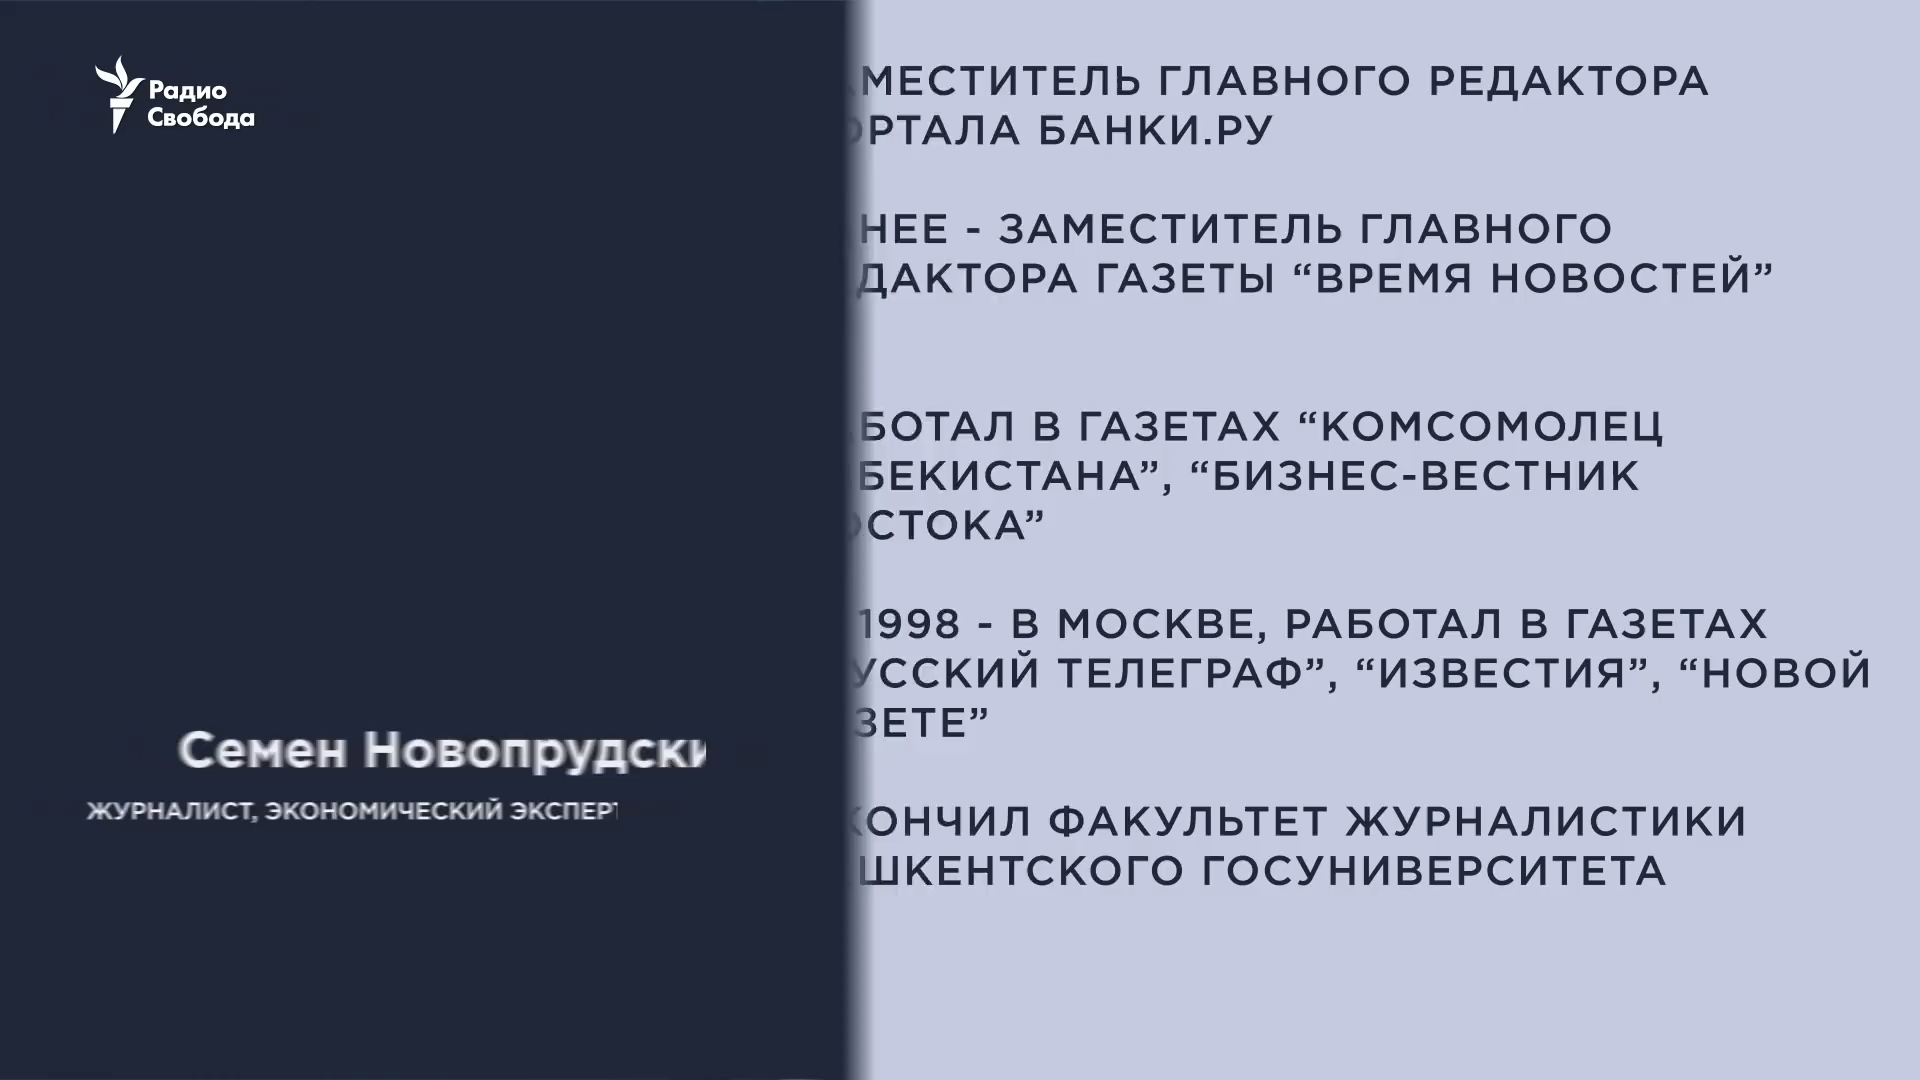 Радио
Свобода
Семен Новопрудски
ЖУРНАЛИСТ, ЭКОНОМИЧЕСКИЙ ЭКСПЕРТ
АМЕСТИТЕЛЬ ГЛАВНОГО РЕДАКТОРА
ОРТАЛА БАНКИ.РУ
НЕЕ - ЗАМЕСТИТЕЛЬ ГЛАВНОГО
ДАКТОРА ГАЗЕТЫ “ВРЕМЯ НОВОСТЕЙ”
БОТАЛ В ГАЗЕТАХ “КОМСОМОЛЕЦ
БЕКИСТАНА”, “БИЗНЕС-ВЕСТНИК
ОСТОКА”
1998 - В МОСКВЕ, РАБОТАЛ В ГАЗЕТАХ
УССКИЙ ТЕЛЕГРАФ”, “ИЗВЕСТИЯ”, “НОВОЙ
ЗЕТЕ”
КОНЧИЛ ФАКУЛЬТЕТ ЖУРНАЛИСТИКИ
ШКЕНТСКОГО ГОСУНИВЕРСИТЕТА